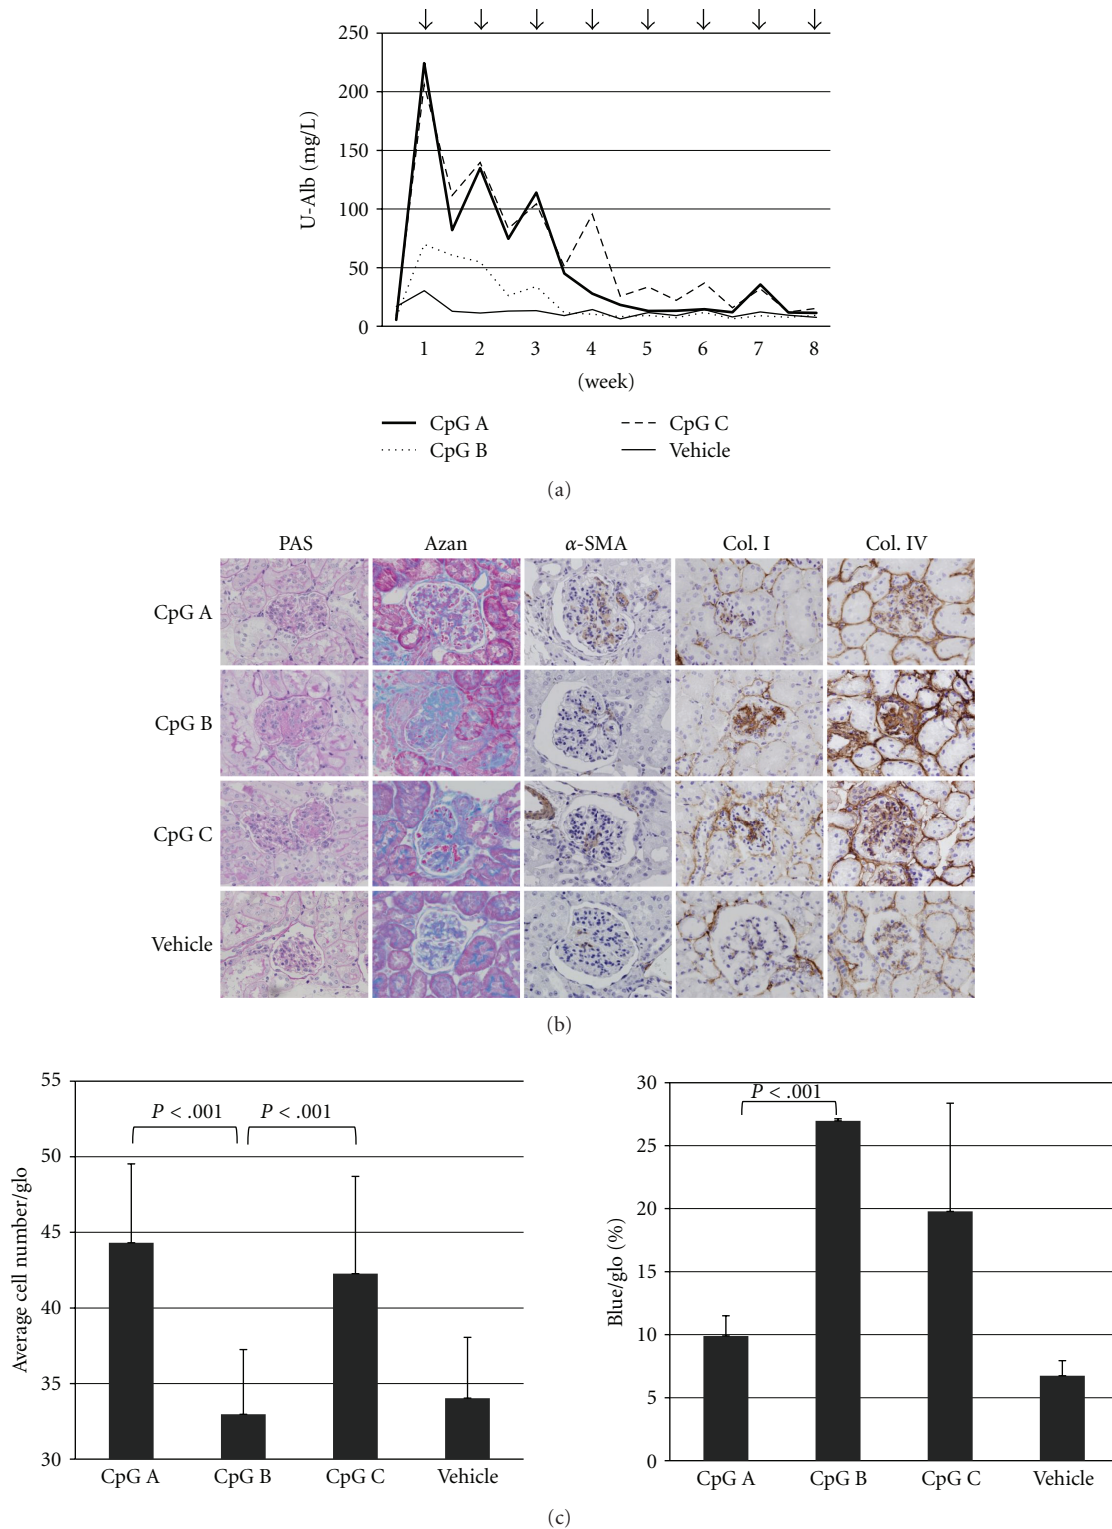 250
200
150
100
50
0
U-Alb (mg/L)
1 2 3 4 5 6 7 8
(week)
CpG A CpG C
CpG B Vehicle
(a)
PAS Azan α-SMA Col. I Col. IV
CpG A
CpG B
CpG C
Vehicle
(b)
55
50
45
40
35
30
Average cell number/glo
P < .001 P < .001
CpG A CpG B CpG C Vehicle
30
25
20
15
10
5
0
Blue/glo (%)
P < .001
CpG A CpG B CpG C Vehicle
(c)